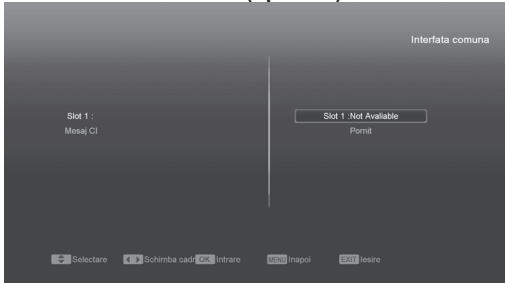 Interfata comuna
Slot 1 : Slot 1 :Not Avaliable
Mesaj CI Pornit
Selectare Schimba cadr OK Intrare MENU Inapoi EXIT Iesire